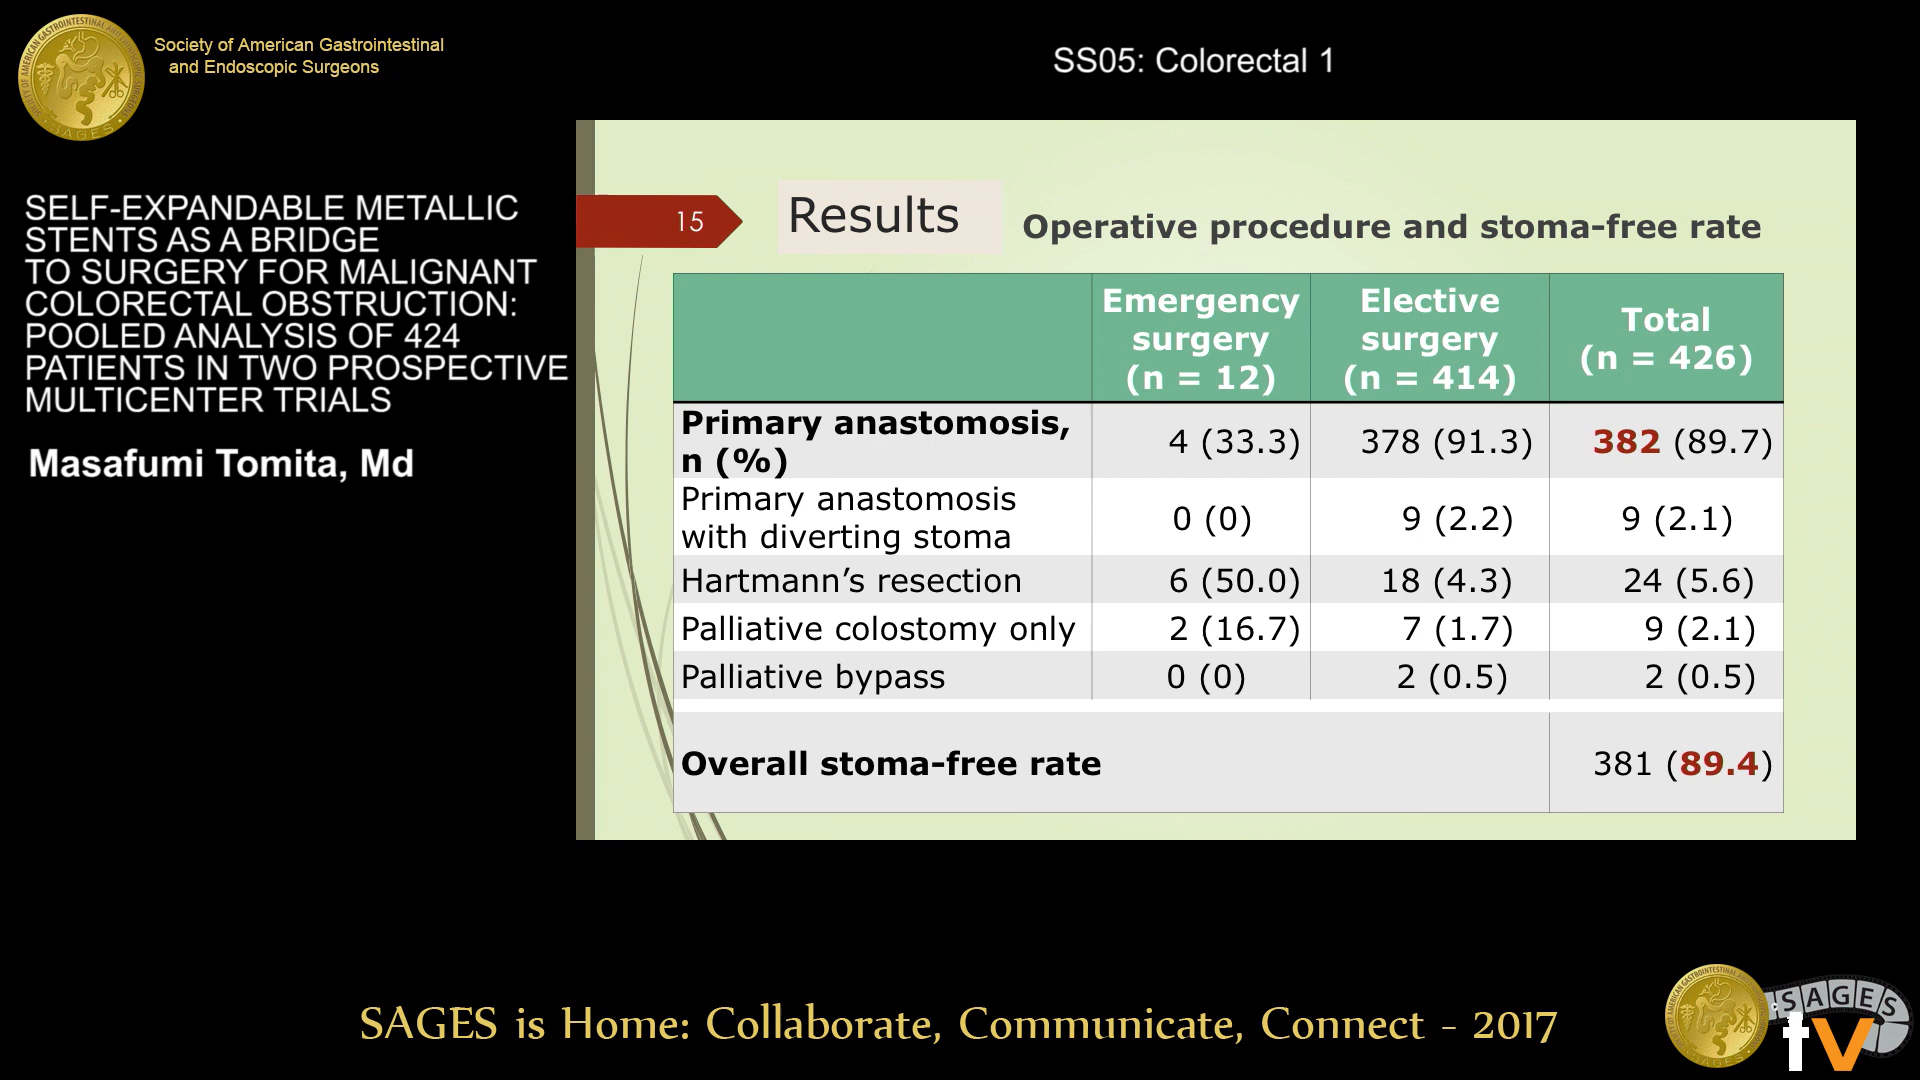 Society of American Gastrointestinal
and Endoscopic Surgeons
SS05: Colorectal 1
SELF-EXPANDABLE METALLIC
STENTS AS A BRIDGE
TO SURGERY FOR MALIGNANT
COLORECTAL OBSTRUCTION:
POOLED ANALYSIS OF 424
PATIENTS IN TWO PROSPECTIVE
MULTICENTER TRIALS
Masafumi Tomita, Md
15
Results
Operative procedure and stoma-free rate
Emergency surgery (n = 12) Elective surgery (n = 414) Total (n = 426)
Primary anastomosis, n (%) 4 (33.3) 378 (91.3) 382 (89.7)
Primary anastomosis with diverting stoma 0 (0) 9 (2.2) 9 (2.1)
Hartmann’s resection 6 (50.0) 18 (4.3) 24 (5.6)
Palliative colostomy only 2 (16.7) 7 (1.7) 9 (2.1)
Palliative bypass 0 (0) 2 (0.5) 2 (0.5)
Overall stoma-free rate 381 (89.4)
SAGES is Home: Collaborate, Communicate, Connect - 2017
SAGES
tv